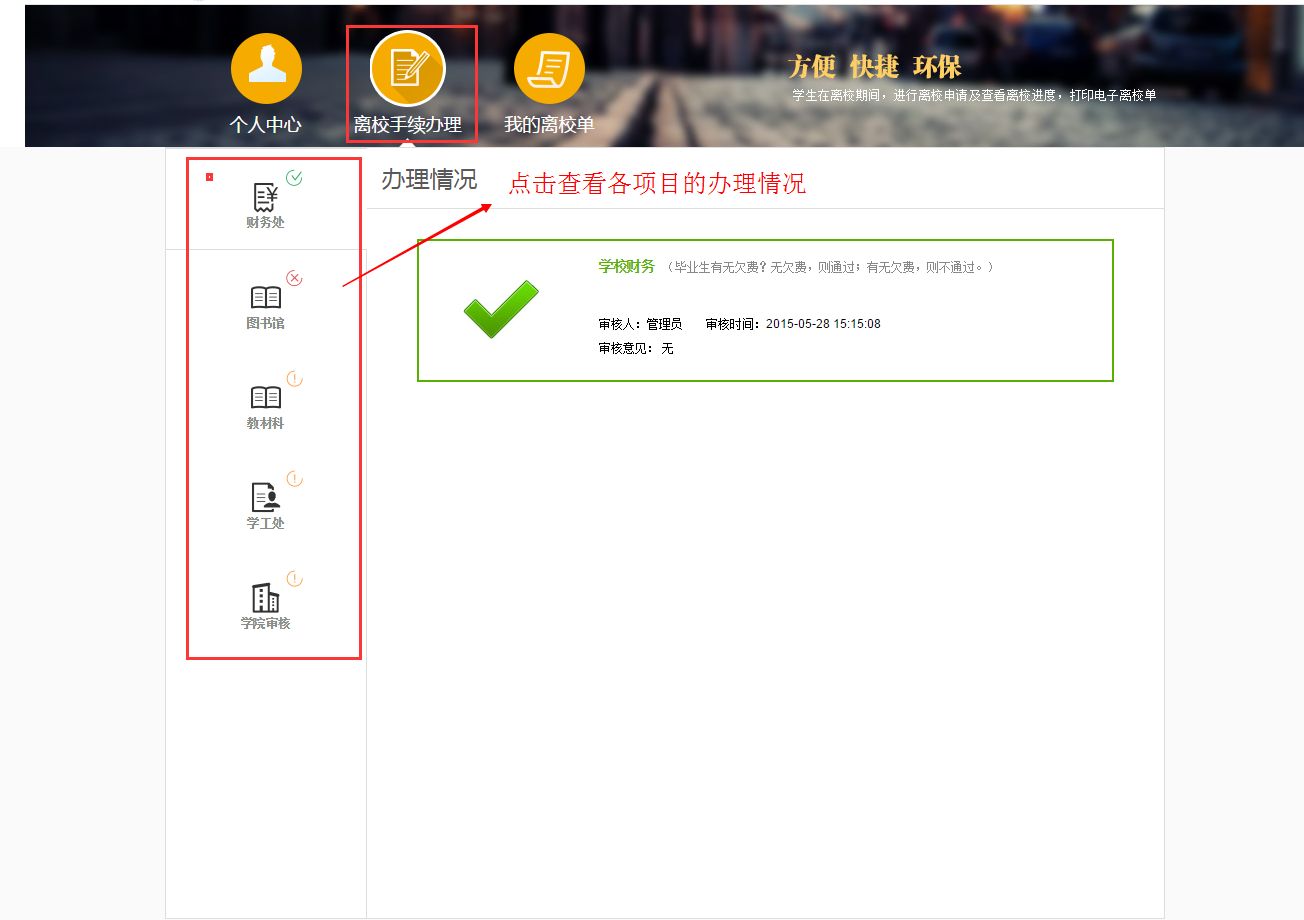 方便 快捷 环保
学生在离校期间，进行离校申请及查看离校进度，打印电子离校单
个人中心
离校手续办理
我的离校单
办理情况
点击查看各项目的办理情况
财务处
图书馆
教材科
学工处
学院审核
学校财务 （毕业生有无欠费？无欠费，则通过；有无欠费，则不通过。）
审核人：管理员 审核时间：2015-05-28 15:15:08
审核意见： 无